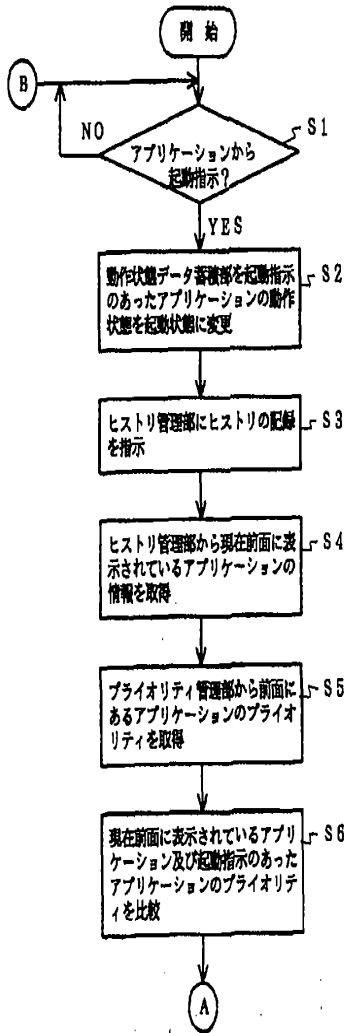 開 始
B
NO
S1
アプリケーションから
起動指示?
YES
動作状態データ蓄積部を起動指示
のあったアプリケーションの動作
状態を起動状態に変更
S2
ヒストリ管理部にヒストリの記録
を指示
S3
ヒストリ管理部から現在前面に表
示されているアプリケーションの
情報を取得
S4
プライオリティ管理部から前面に
あるアプリケーションのプライオ
リティを取得
S5
現在前面に表示されているアプリ
ケーション及び起動指示のあった
アプリケーションのプライオリテ
ィを比較
S6
A